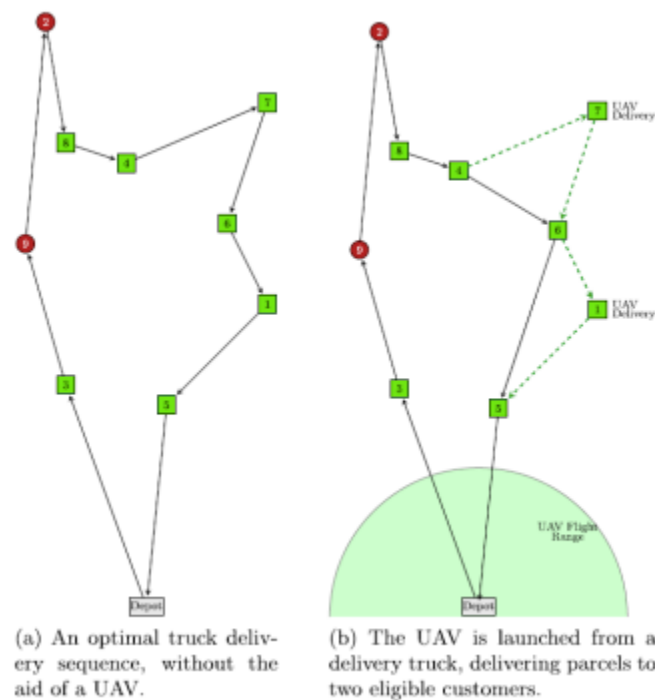 2
7
8
4
6
9
1
3
5
Depot
(a) An optimal truck deliv-
ery sequence, without the
aid of a UAV.
2
7
UAV
Delivery
8
4
6
9
1
UAV
Delivery
3
5
UAV Flight
Range
Depot
(b) The UAV is launched from a
delivery truck, delivering parcels to
two eligible customers.